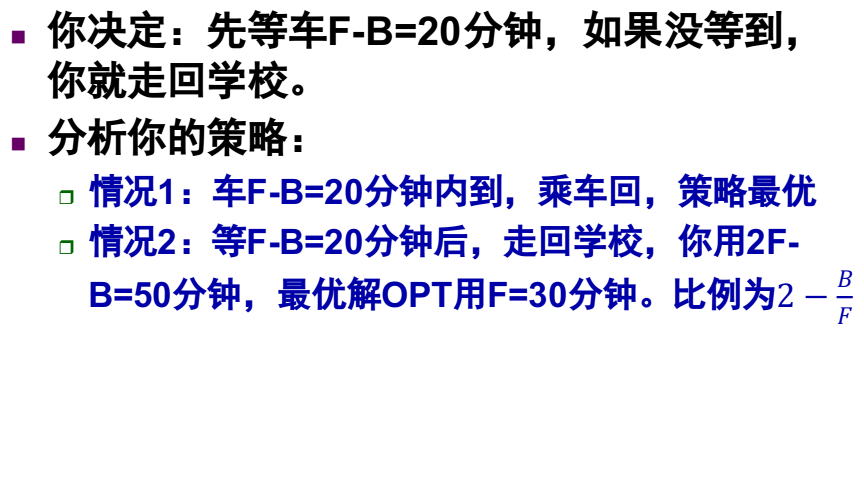 ■ 你决定：先等车F-B=20分钟，如果没等到，
你就走回学校。
■ 分析你的策略：
❒ 情况1：车F-B=20分钟内到，乘车回，策略最优
❒ 情况2：等F-B=20分钟后，走回学校，你用2F-
B=50分钟，最优解OPT用F=30分钟。比例为$2-\frac{B}{F}$